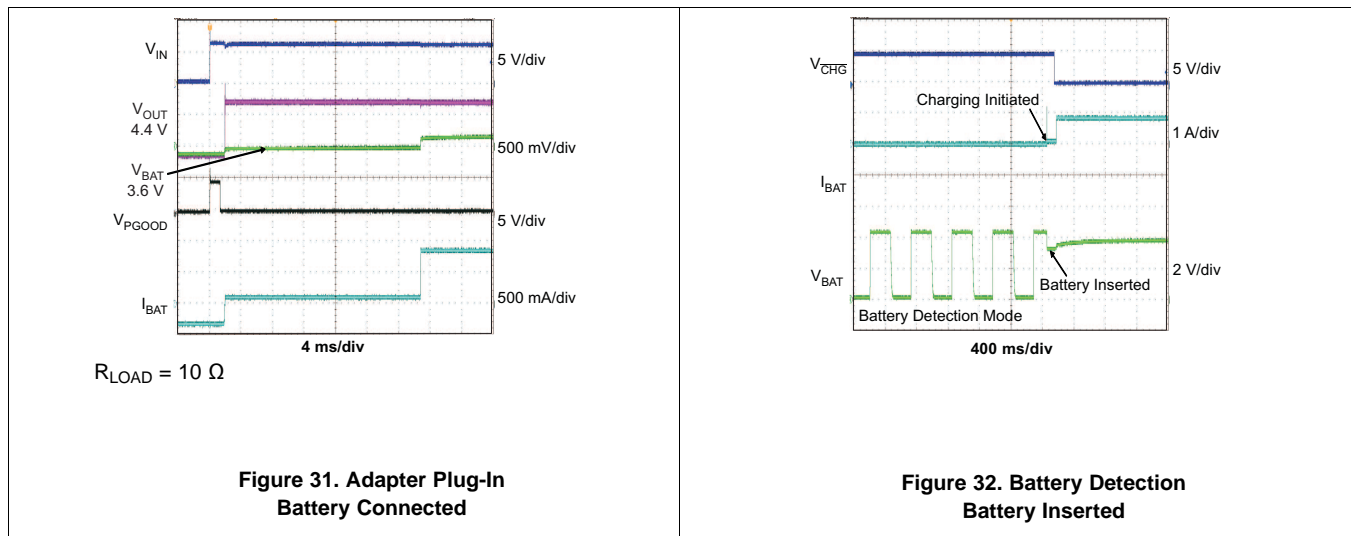 V_IN
5 V/div
V_OUT
4.4 V
500 mV/div
V_BAT
3.6 V
V_PGOOD
5 V/div
I_BAT
500 mA/div
4 ms/div
R_LOAD = 10 Ω
Figure 31. Adapter Plug-In
Battery Connected
V_CHG
5 V/div
Charging Initiated
1 A/div
I_BAT
V_BAT
2 V/div
Battery Inserted
Battery Detection Mode
400 ms/div
Figure 32. Battery Detection
Battery Inserted